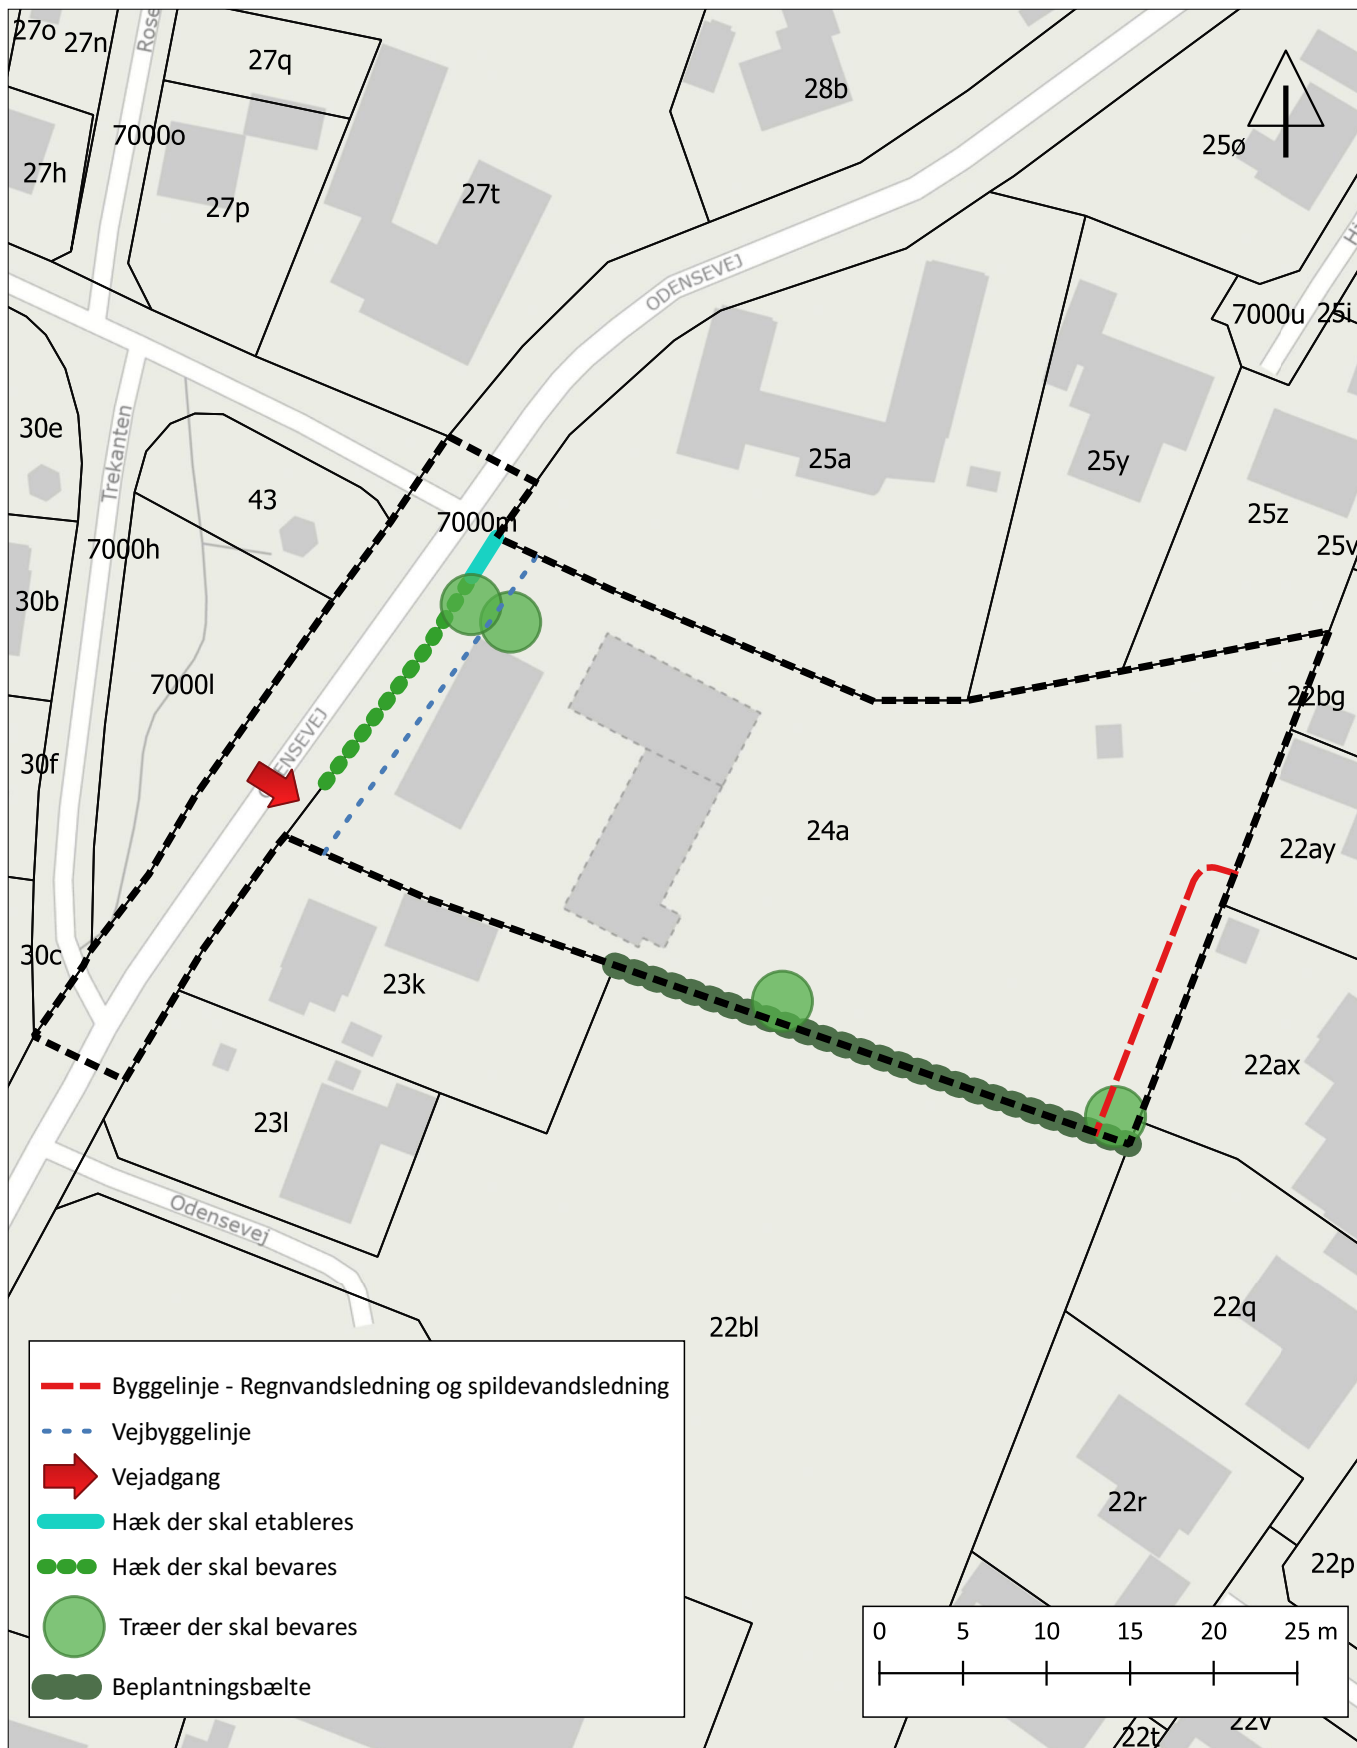 27o
27n
Rose
27q
28b
7000o
25ø
27h
27p
27t
ODENSEVEJ
Hi
7000u
25i
30e
Trekanten
25a
25y
43
25z
7000m
7000h
25v
30b
7000l
22bg
ENSEVEJ
30f
24a
22ay
30c
23k
22ax
23l
Odensevej
22q
22bl
22r
22p
22v
22t
Byggelinje - Regnvandsledning og spildevandsledning
Vejbyggelinje
Vejadgang
Hæk der skal etableres
Hæk der skal bevares
Træer der skal bevares
Beplantningsbælte
0 5 10 15 20 25 m